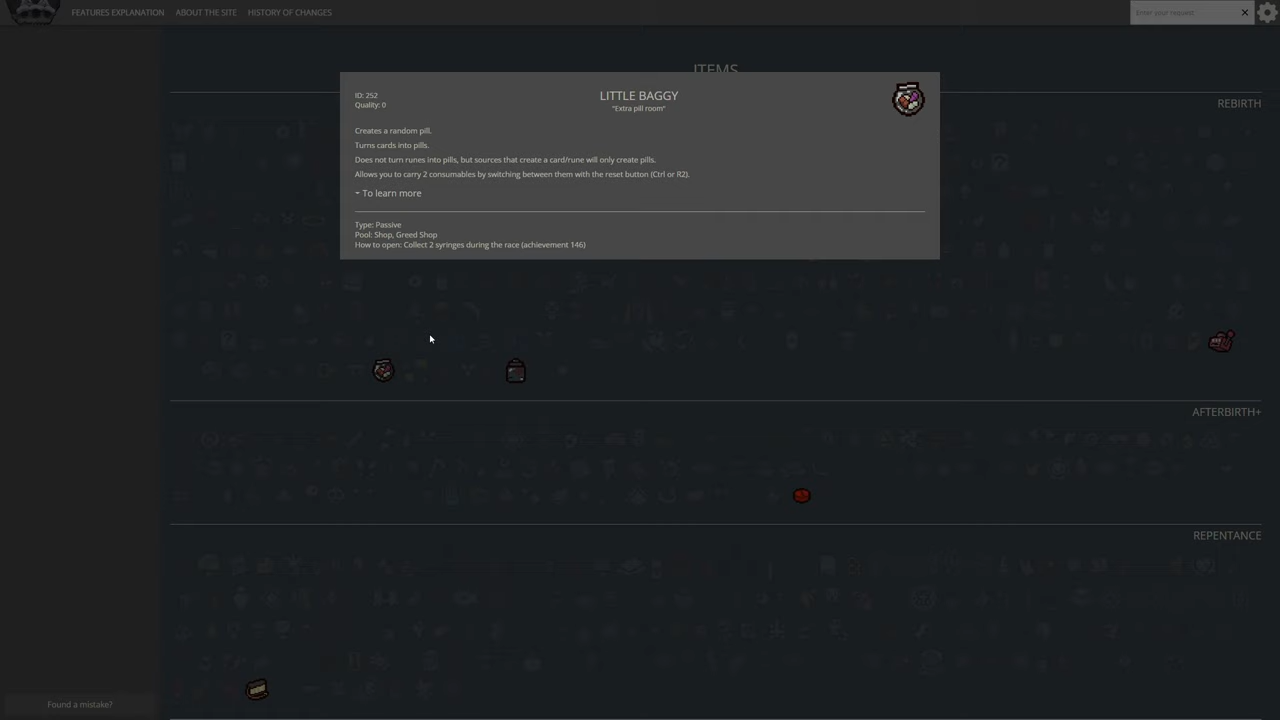 FEATURES EXPLANATION ABOUT THE SITE HISTORY OF CHANGES Enter your request
ITEMS
ID: 252
Quality: 0
LITTLE BAGGY
"Extra pill room"
REBIRTH
Creates a random pill.
Turns cards into pills.
Does not turn runes into pills, but sources that create a card/rune will only create pills.
Allows you to carry 2 consumables by switching between them with the reset button (Ctrl or R2).
To learn more
Type: Passive
Pool: Shop, Greed Shop
How to open: Collect 2 syringes during the race (achievement 146)
AFTERBIRTH+
REPENTANCE
Found a mistake?